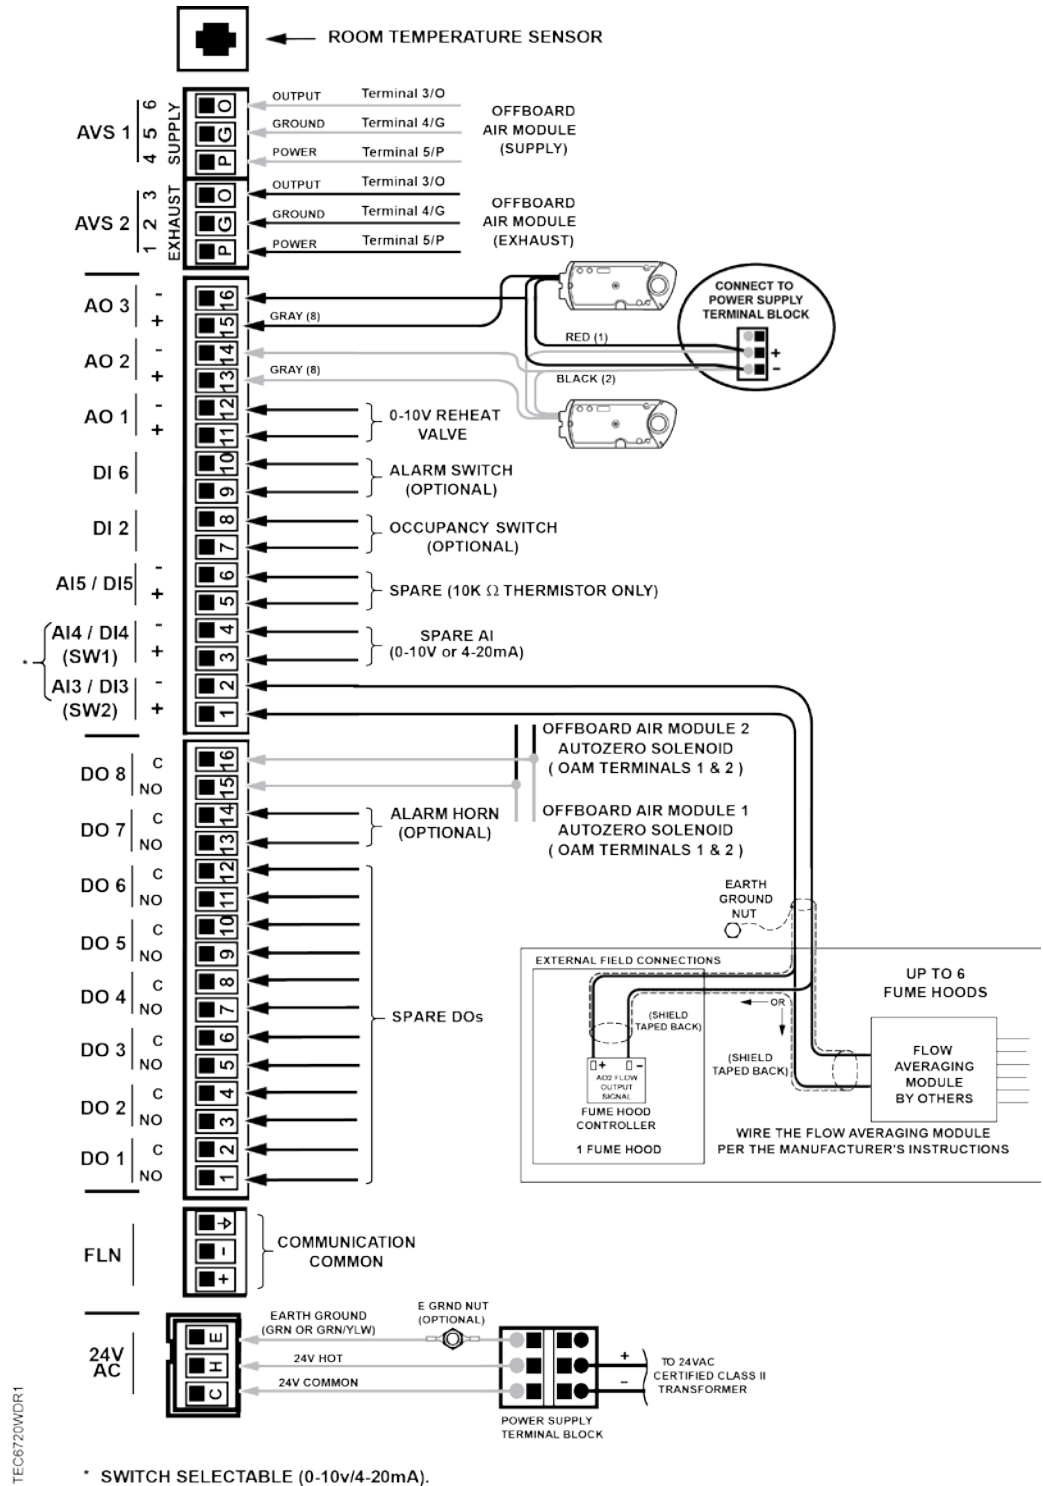 ROOM TEMPERATURE SENSOR
AVS 1
4 5 6
SUPPLY
O
G
P
OUTPUT Terminal 3/O
GROUND Terminal 4/G
POWER Terminal 5/P
OFFBOARD
AIR MODULE
(SUPPLY)
AVS 2
1 2 3
EXHAUST
O
G
P
OUTPUT Terminal 3/O
GROUND Terminal 4/G
POWER Terminal 5/P
OFFBOARD
AIR MODULE
(EXHAUST)
AO 3 - + 16 15
GRAY (8)
AO 2 - + 14 13
GRAY (8)
RED (1)
BLACK (2)
CONNECT TO
POWER SUPPLY
TERMINAL BLOCK
+
-
AO 1 - + 12 11
0-10V REHEAT
VALVE
DI 6 10 9
ALARM SWITCH
(OPTIONAL)
DI 2 8 7
OCCUPANCY SWITCH
(OPTIONAL)
AI5 / DI5 - + 6 5
SPARE (10K Ω THERMISTOR ONLY)
*
AI4 / DI4
(SW1)
- + 4 3
SPARE AI
(0-10V or 4-20mA)
AI3 / DI3
(SW2)
- + 2 1
OFFBOARD AIR MODULE 2
AUTOZERO SOLENOID
( OAM TERMINALS 1 & 2 )
DO 8 C NO 16 15
OFFBOARD AIR MODULE 1
AUTOZERO SOLENOID
( OAM TERMINALS 1 & 2 )
DO 7 C NO 14 13
ALARM HORN
(OPTIONAL)
DO 6 C NO 12 11
DO 5 C NO 10 9
DO 4 C NO 8 7
DO 3 C NO 6 5
DO 2 C NO 4 3
DO 1 C NO 2 1
SPARE DOs
EARTH
GROUND
NUT
EXTERNAL FIELD CONNECTIONS
UP TO 6
FUME HOODS
OR
(SHIELD
TAPED BACK)
(SHIELD
TAPED BACK)
FLOW
AVERAGING
MODULE
BY OTHERS
+ -
AO2 FLOW
OUTPUT
SIGNAL
FUME HOOD
CONTROLLER
1 FUME HOOD
WIRE THE FLOW AVERAGING MODULE
PER THE MANUFACTURER'S INSTRUCTIONS
FLN
-
+
COMMUNICATION
COMMON
24V
AC
E
H
C
EARTH GROUND
(GRN OR GRN/YLW)
E GRND NUT
(OPTIONAL)
24V HOT
24V COMMON
+
-
TO 24VAC
CERTIFIED CLASS II
TRANSFORMER
POWER SUPPLY
TERMINAL BLOCK
TEC6720WDR1
* SWITCH SELECTABLE (0-10v/4-20mA).